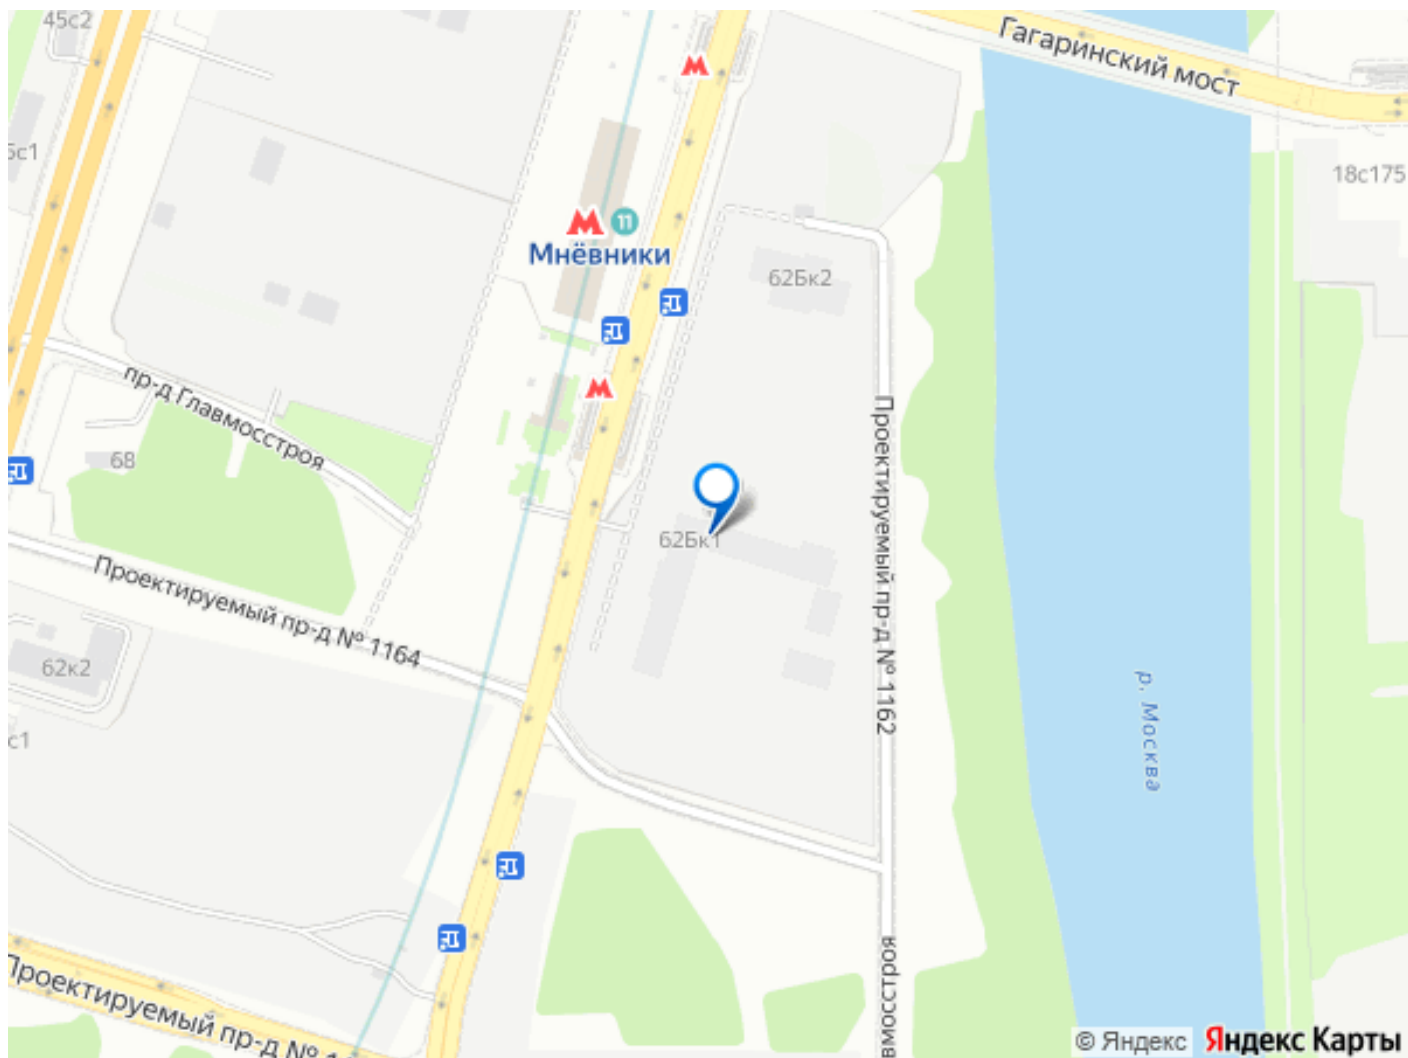 45с2
Гагаринский мост
5с1
18с175
11
Мнёвники
62Бк2
пр-д Главмосстроя
68
Проектируемый пр-д № 1162
62Бк1
Проектируемый пр-д № 1164
62к2
р. Москва
с1
Проектируемый пр-д №
вмосстроя
© Яндекс Яндекс Карты